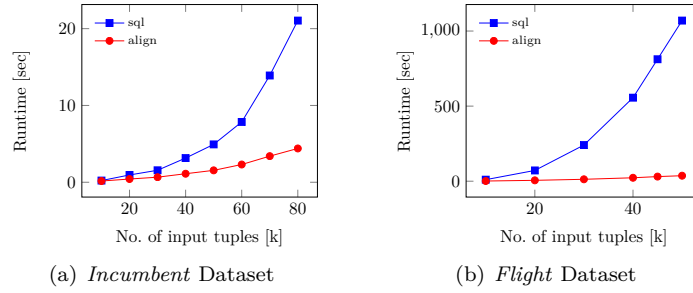 sql
align
20
10
0
20
40
60
80
Runtime [sec]
No. of input tuples [k]
(a) Incumbent Dataset
sql
align
1,000
500
0
20
40
Runtime [sec]
No. of input tuples [k]
(b) Flight Dataset